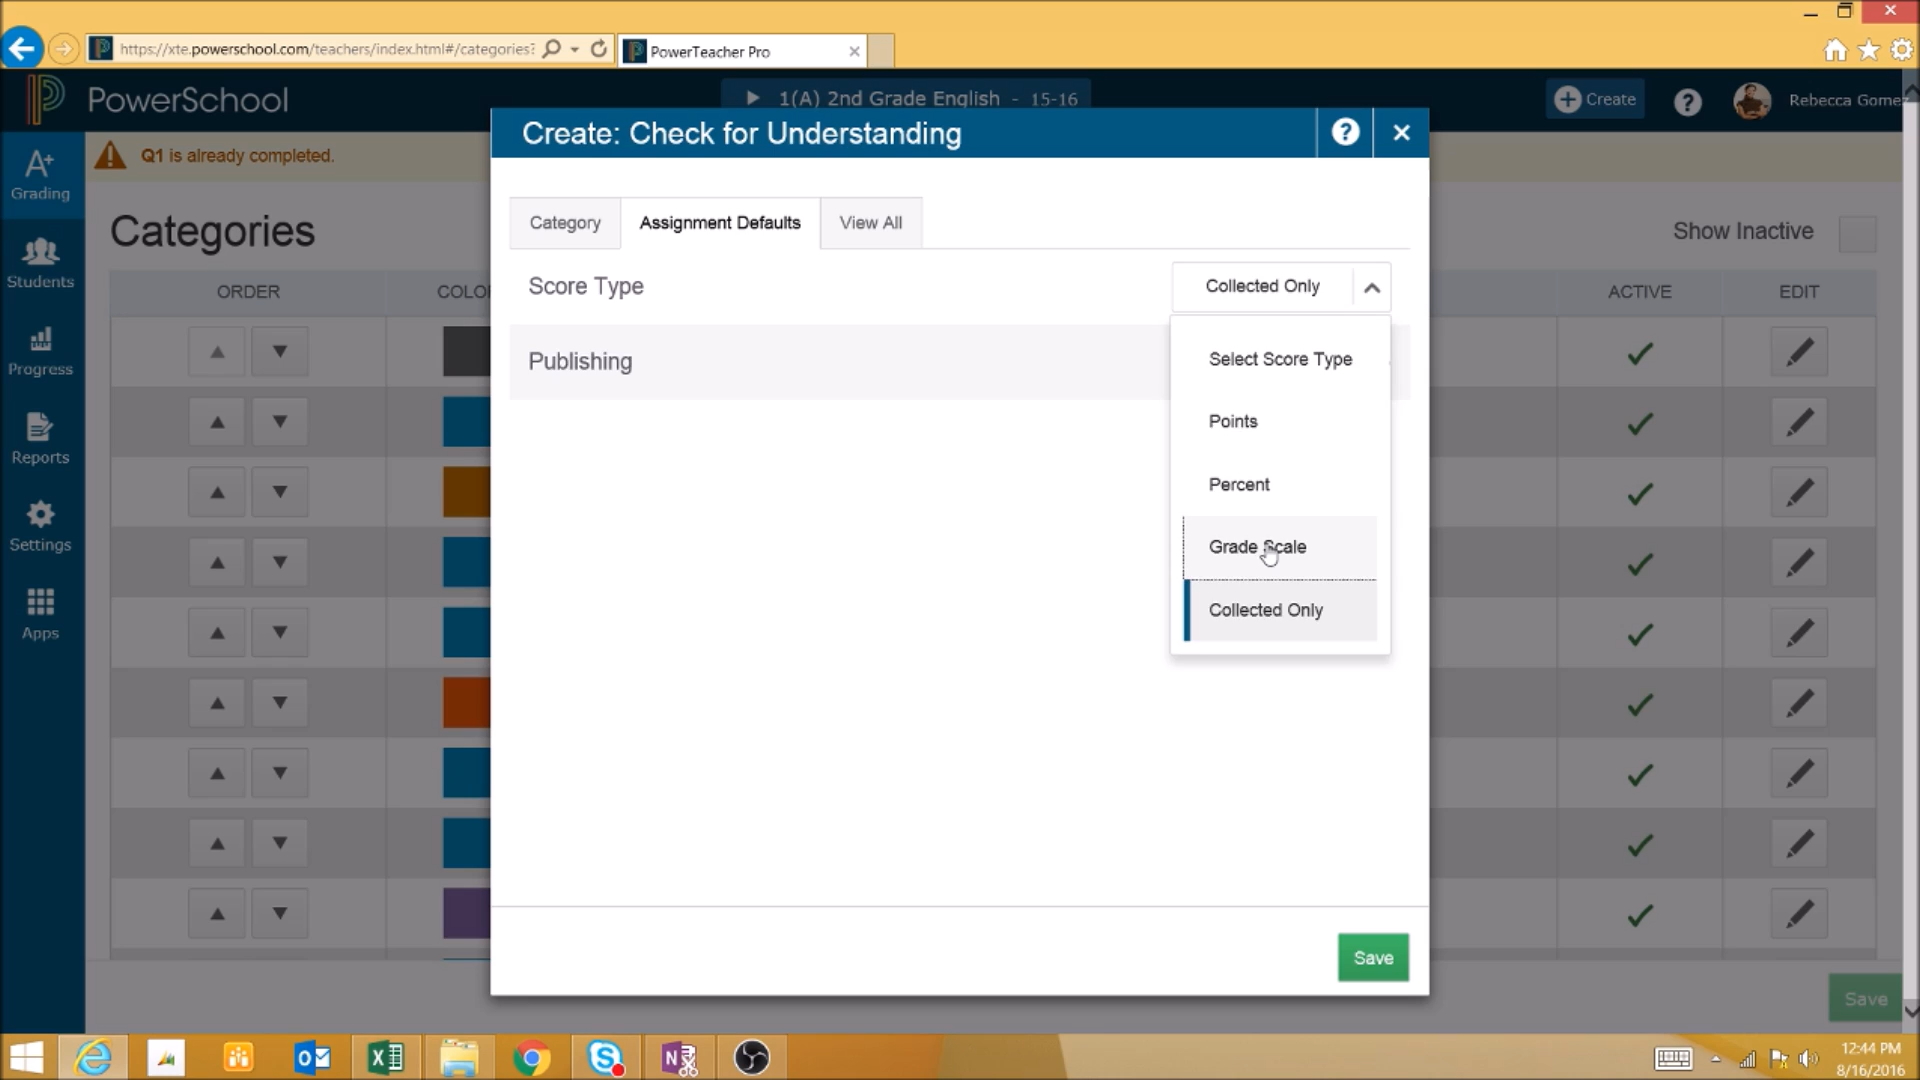 https://xte.powerschool.com/teachers/index.html#/categories?
PowerTeacher Pro
PowerSchool
1(A) 2nd Grade English - 15-16
Create
?
Rebecca Gomez
Q1 is already completed.
Create: Check for Understanding
?
A+
Grading
Students
Progress
Reports
Settings
Apps
Categories
Show Inactive
ORDER
COLOR
ACTIVE
EDIT
Category
Assignment Defaults
View All
Score Type
Collected Only
Publishing
Select Score Type
Points
Percent
Grade Scale
Collected Only
Save
Save
12:44 PM
8/16/2016